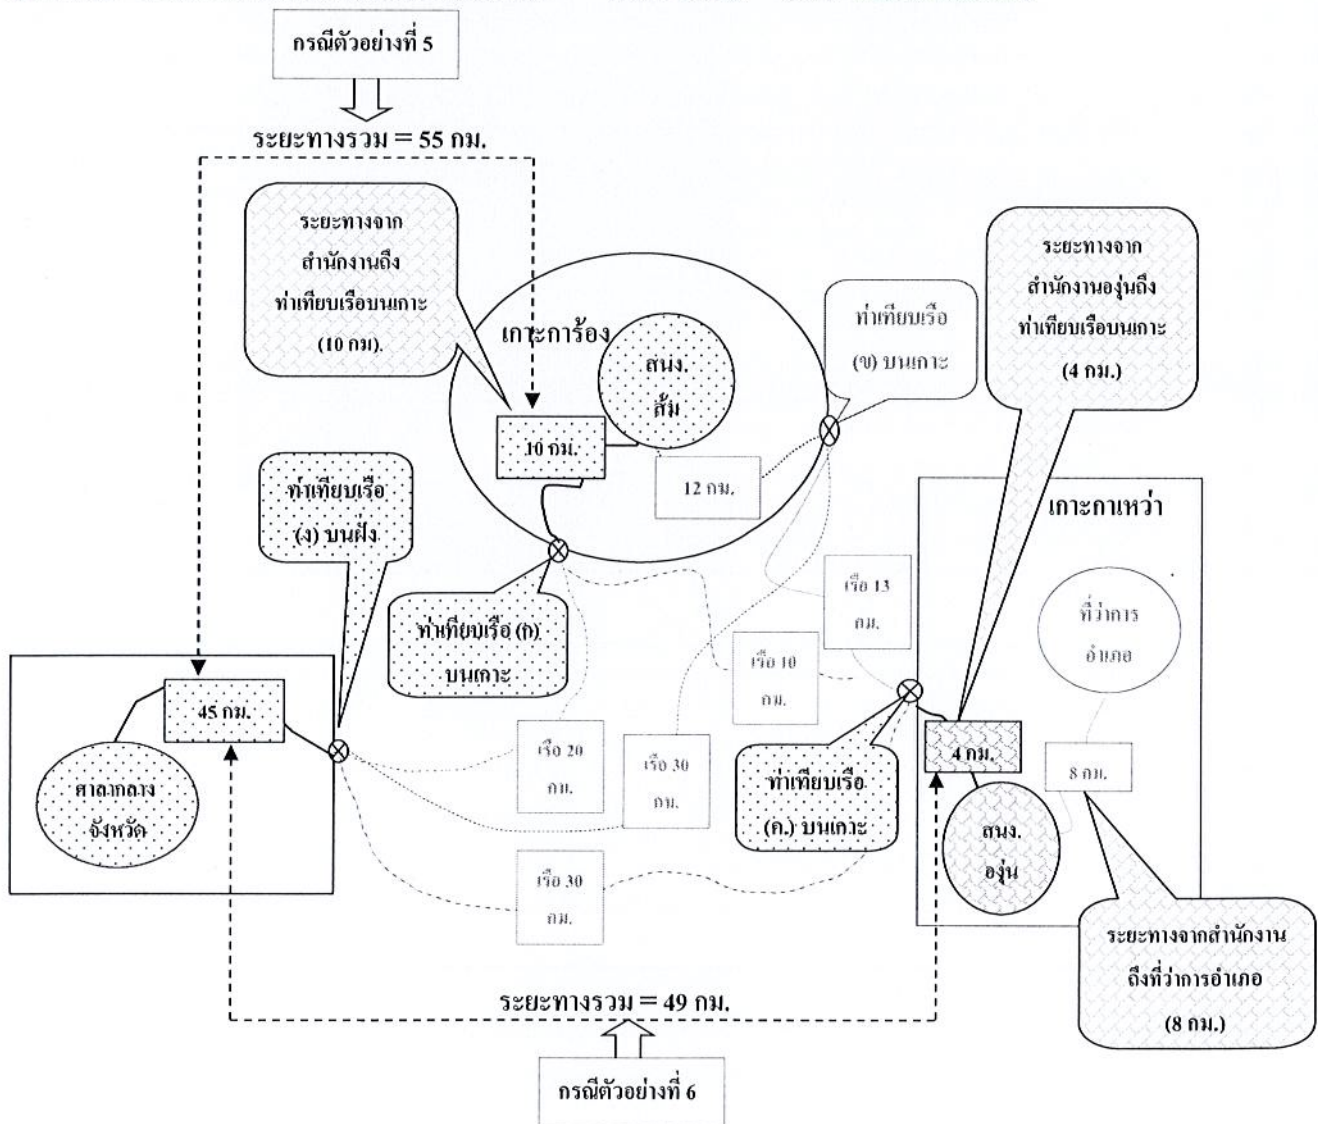 กรณีตัวอย่างที่ 5
ระยะทางรวม = 55 กม.
ระยะทางจาก
สำนักงานถึง
ท่าเทียบเรือบนเกาะ
(10 กม).
ระยะทางจาก
สำนักงานองุ่นถึง
ท่าเทียบเรือบนเกาะ
(4 กม.)
เกาะการ้อง
สนง.
ส้ม
ท่าเทียบเรือ
(ข) บนเกาะ
10 กม.
12 กม.
ท่าเทียบเรือ
(ง) บนฝั่ง
เกาะกาเหว่า
ท่าเทียบเรือ (ก)
บนเกาะ
เรือ 13
กม.
ที่ว่าการ
อำเภอ
เรือ 10
กม.
45 กม.
ศาลากลาง
จังหวัด
เรือ 20
กม.
เรือ 30
กม.
ท่าเทียบเรือ
(ค.) บนเกาะ
4 กม.
8 กม.
สนง.
องุ่น
เรือ 30
กม.
ระยะทางจากสำนักงาน
ถึงที่ว่าการอำเภอ
(8 กม.)
ระยะทางรวม = 49 กม.
กรณีตัวอย่างที่ 6